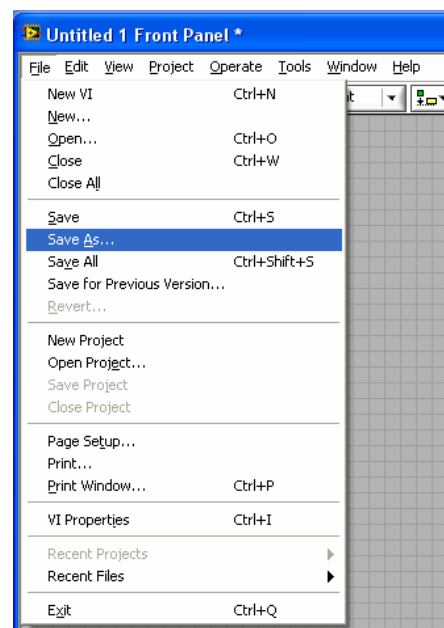 Untitled 1 Front Panel *
File Edit View Project Operate Tools Window Help
New VI Ctrl+N
New...
Open... Ctrl+O
Close Ctrl+W
Close All
Save Ctrl+S
Save As...
Save All Ctrl+Shift+S
Save for Previous Version...
Revert...
New Project
Open Project...
Save Project
Close Project
Page Setup...
Print...
Print Window... Ctrl+P
VI Properties Ctrl+I
Recent Projects
Recent Files
Exit Ctrl+Q